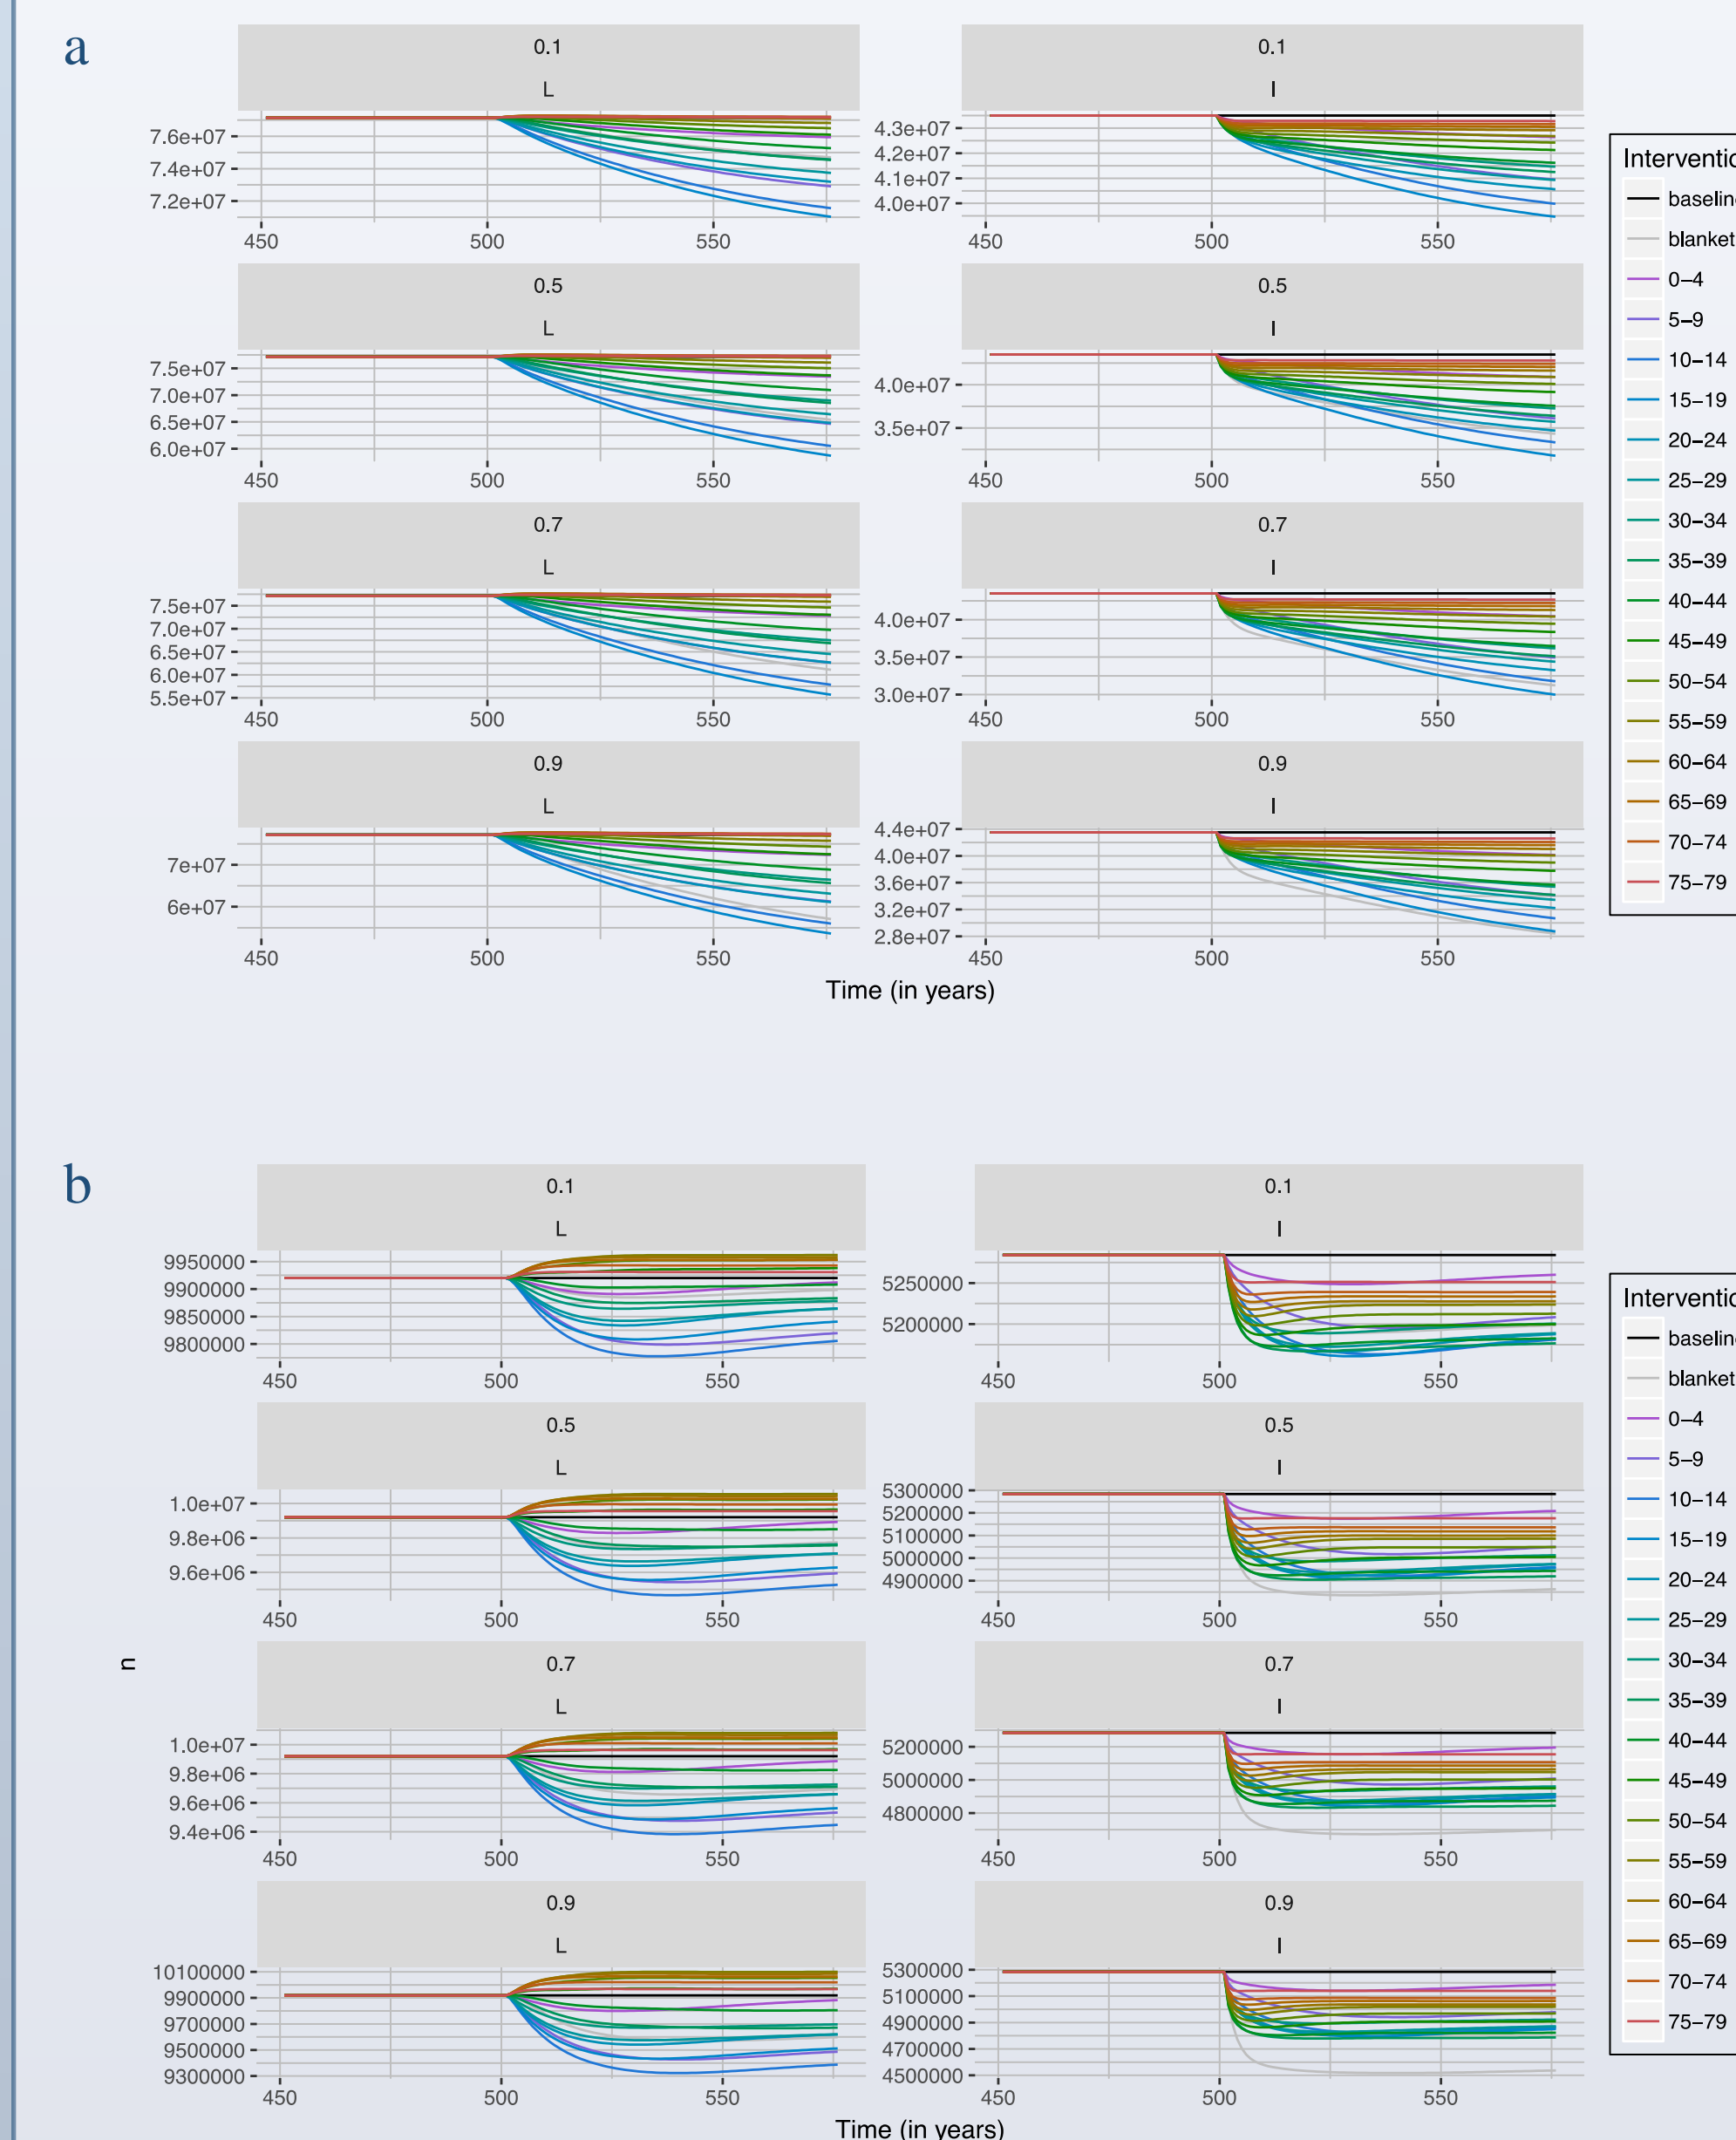 a
0.1
L
7.6e+07
7.4e+07
7.2e+07
450 500 550
0.1
I
4.3e+07
4.2e+07
4.1e+07
4.0e+07
450 500 550
0.5
L
7.5e+07
7.0e+07
6.5e+07
6.0e+07
450 500 550
0.5
I
4.0e+07
3.5e+07
450 500 550
0.7
L
7.5e+07
7.0e+07
6.5e+07
6.0e+07
5.5e+07
450 500 550
0.7
I
4.0e+07
3.5e+07
3.0e+07
450 500 550
0.9
L
7e+07
6e+07
450 500 550
0.9
I
4.4e+07
4.0e+07
3.6e+07
3.2e+07
2.8e+07
450 500 550
Time (in years)
Interventio
baseline
blanket
0–4
5–9
10–14
15–19
20–24
25–29
30–34
35–39
40–44
45–49
50–54
55–59
60–64
65–69
70–74
75–79
b
n
0.1
L
9950000
9900000
9850000
9800000
450 500 550
0.1
I
5250000
5200000
450 500 550
0.5
L
1.0e+07
9.8e+06
9.6e+06
450 500 550
0.5
I
5300000
5200000
5100000
5000000
4900000
450 500 550
0.7
L
1.0e+07
9.8e+06
9.6e+06
9.4e+06
450 500 550
0.7
I
5200000
5000000
4800000
450 500 550
0.9
L
10100000
9900000
9700000
9500000
9300000
450 500 550
0.9
I
5300000
5100000
4900000
4700000
4500000
450 500 550
Time (in years)
Interventio
baseline
blanket
0–4
5–9
10–14
15–19
20–24
25–29
30–34
35–39
40–44
45–49
50–54
55–59
60–64
65–69
70–74
75–79